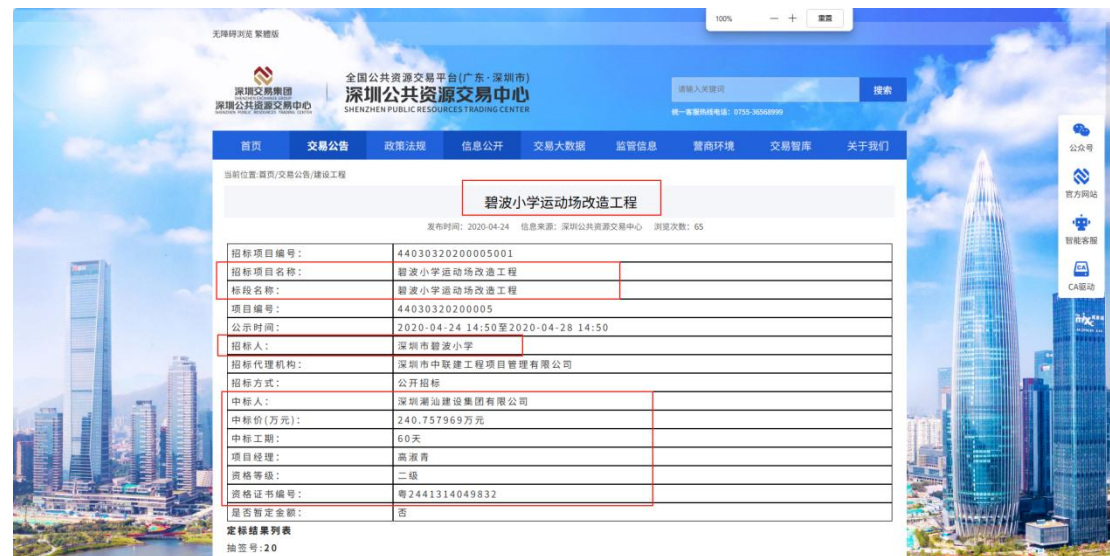 100% — + 重置
无障碍浏览 繁體版
深圳交易集团
深圳公共资源交易中心
全国公共资源交易平台(广东·深圳市)
深圳公共资源交易中心
SHENZHEN PUBLIC RESOURCES TRADING CENTER
请输入关键词 搜索
统一客服热线电话：0755-36568999
首页 交易公告 政策法规 信息公开 交易大数据 监管信息 营商环境 交易智库 关于我们
公众号
官方网站
智能客服
CA
CA驱动
当前位置:首页/交易公告/建设工程
碧波小学运动场改造工程
发布时间：2020-04-24 信息来源：深圳公共资源交易中心 浏览次数：65
招标项目编号： 44030320200005001
招标项目名称： 碧波小学运动场改造工程
标段名称： 碧波小学运动场改造工程
项目编号： 44030320200005
公示时间： 2020-04-24 14:50至2020-04-28 14:50
招标人： 深圳市碧波小学
招标代理机构： 深圳市中联建工程项目管理有限公司
招标方式： 公开招标
中标人： 深圳潮汕建设集团有限公司
中标价(万元)： 240.757969万元
中标工期： 60天
项目经理： 高淑青
资格等级： 二级
资格证书编号： 粤2441314049832
是否暂定金额： 否
定标结果列表
抽签号:20